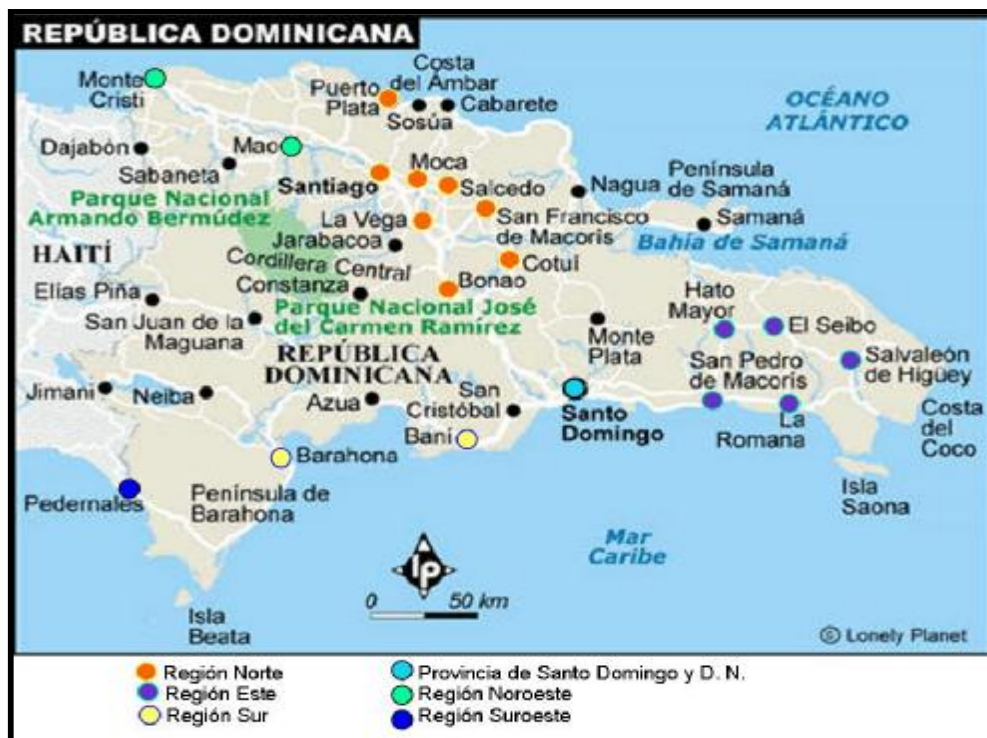 REPÚBLICA DOMINICANA
Monte
Cristi
Puerto
Plata
Costa
del Ámbar
Cabarete
Sosúa
OCÉANO
ATLÁNTICO
Dajabón
Mao
Sabaneta
Santiago
Moca
Salcedo
Nagua
Península
de Samaná
Samaná
Bahía de Samaná
Parque Nacional
Armando Bermúdez
La Vega
San Francisco
de Macoris
HAITÍ
Jarabacoa
Cordillera Central
Constanza
Cotuí
Bonao
Elías Piña
Parque Nacional José
del Carmen Ramírez
San Juan de la
Maguana
Hato
Mayor
El Seibo
Monte
Plata
San Pedro
de Macoris
Salvaleón
de Higüey
REPÚBLICA
DOMINICANA
Jimani
Neiba
Azua
San
Cristóbal
Santo
Domingo
La
Romana
Costa
del
Coco
Baní
Barahona
Pedernales
Península de
Barahona
Isla
Saona
Mar
Caribe
lp
0 50 km
Isla
Beata
© Lonely Planet
Región Norte
Región Este
Región Sur
Provincia de Santo Domingo y D. N.
Región Noroeste
Región Suroeste